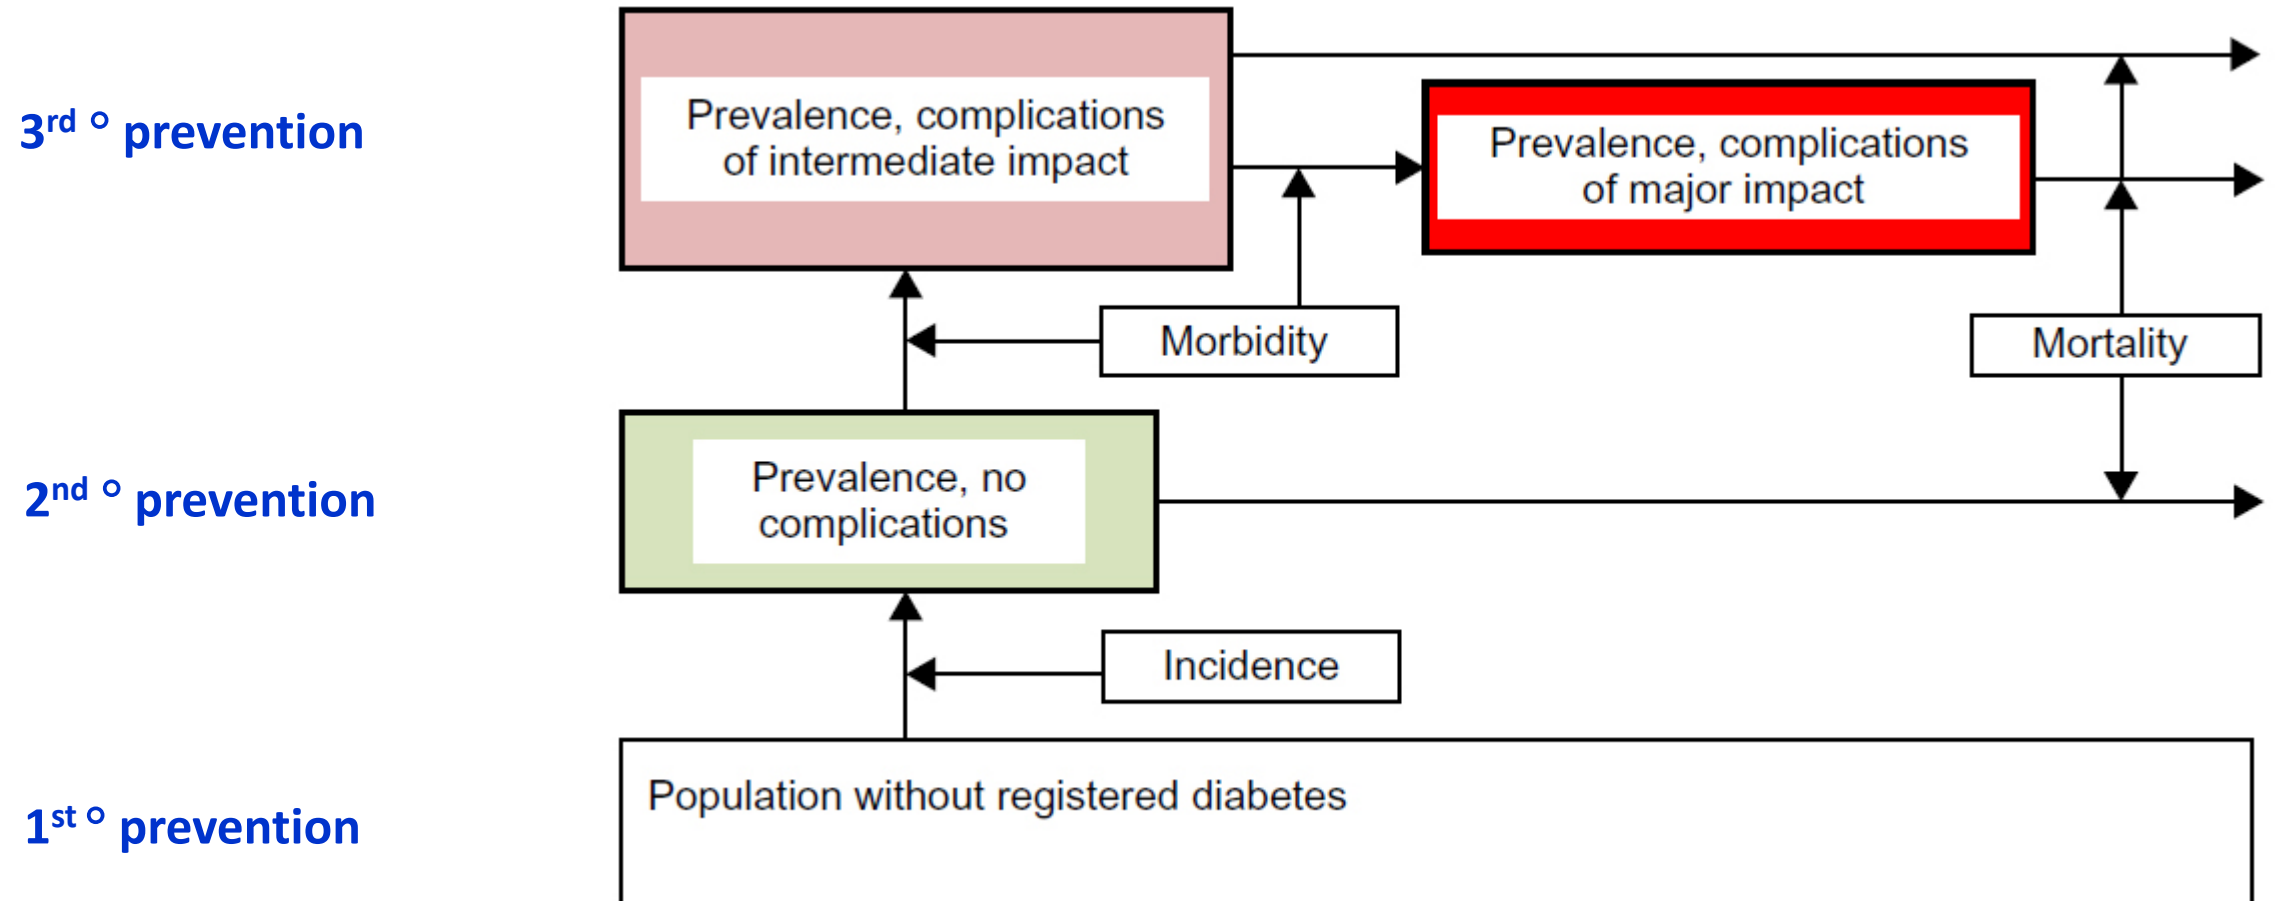 3rd ° prevention
Prevalence, complications
of intermediate impact
Prevalence, complications
of major impact
Morbidity
Mortality
2nd ° prevention
Prevalence, no
complications
Incidence
1st ° prevention
Population without registered diabetes